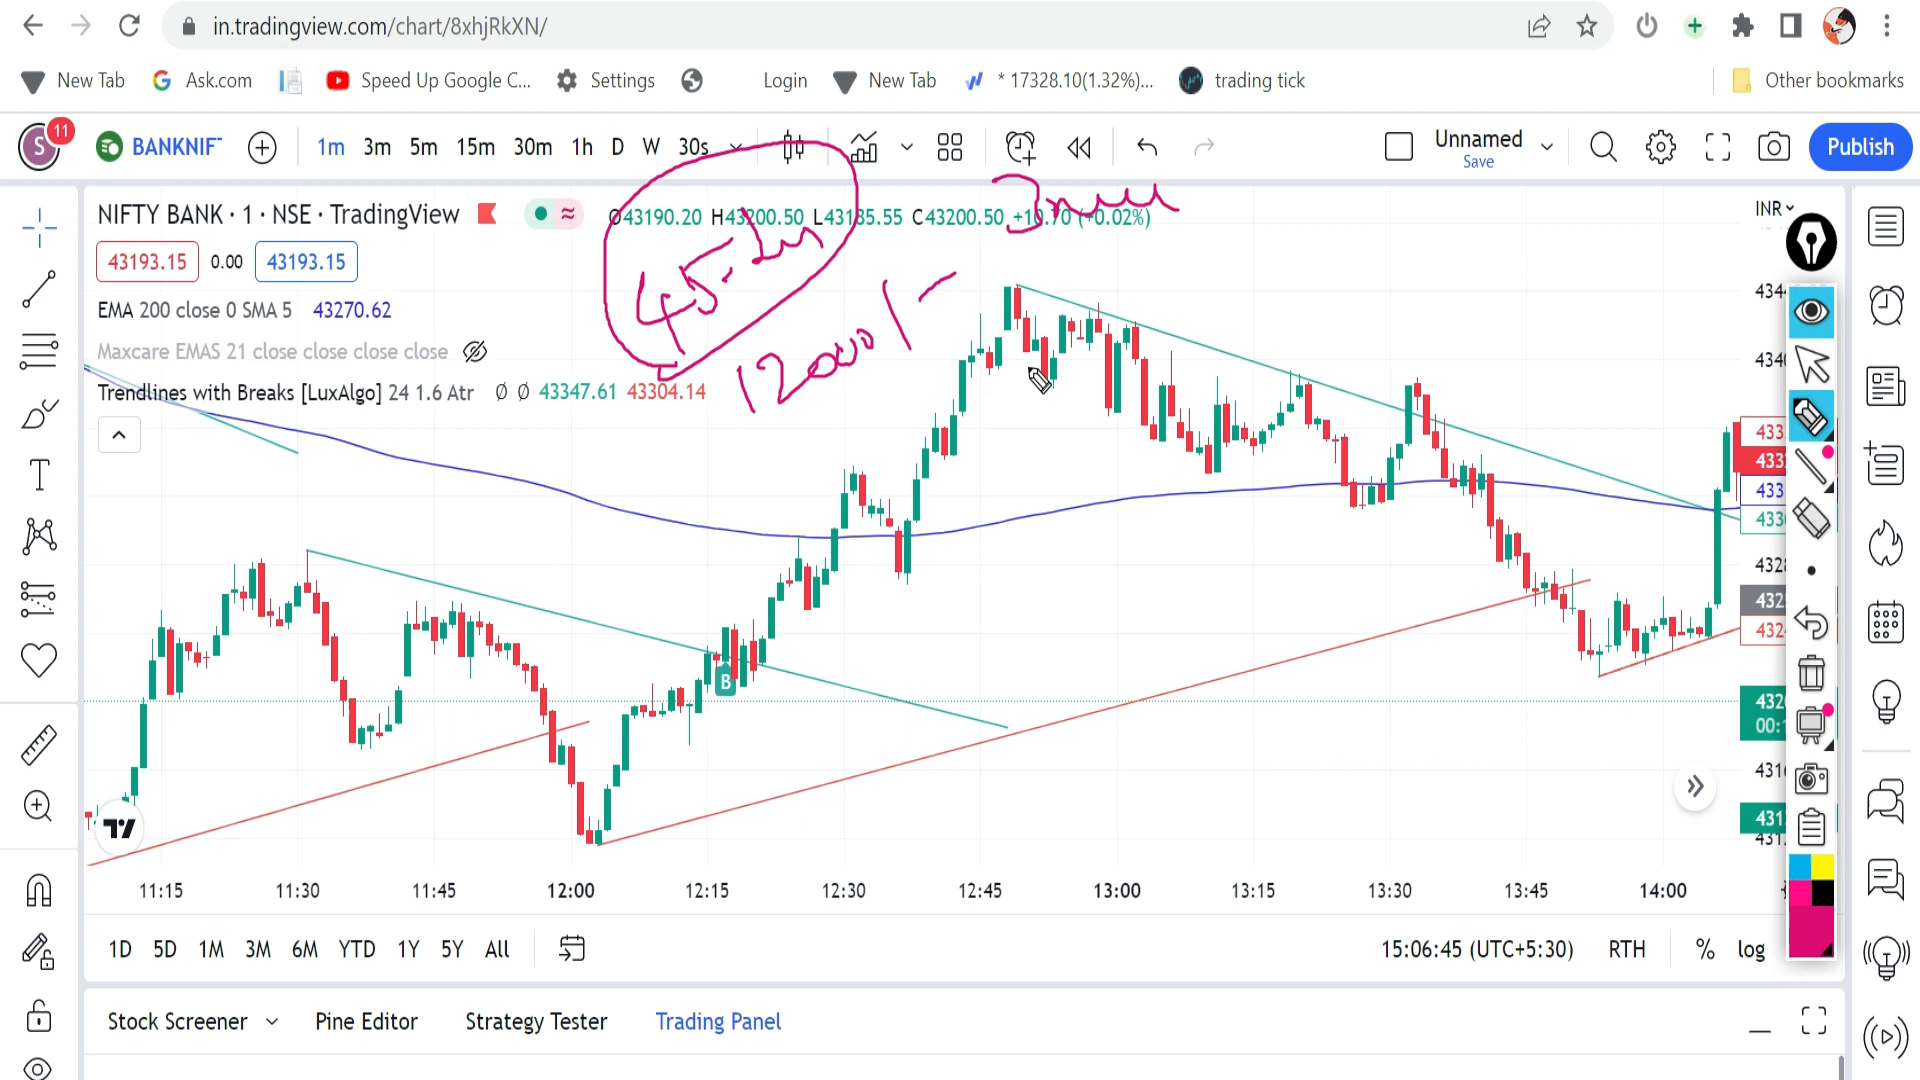 in.tradingview.com/chart/8xhjRkXN/
New Tab
Ask.com
Speed Up Google C...
Settings
Login
New Tab
* 17328.10(1.32%)...
trading tick
Other bookmarks
S
11
BANKNIF
1m 3m 5m 15m 30m 1h D W 30s
Unnamed
Save
Publish
NIFTY BANK · 1 · NSE · TradingView
O43190.20 H43200.50 L43185.55 C43200.50 +10.70 (+0.02%)
INR
43193.15 0.00 43193.15
EMA 200 close 0 SMA 5 43270.62
Maxcare EMAS 21 close close close close
Trendlines with Breaks [LuxAlgo] 24 1.6 Atr Ø Ø 43347.61 43304.14
12000/-
B
11:15 11:30 11:45 12:00 12:15 12:30 12:45 13:00 13:15 13:30 13:45 14:00
1D 5D 1M 3M 6M YTD 1Y 5Y All
15:06:45 (UTC+5:30) RTH % log
Stock Screener Pine Editor Strategy Tester Trading Panel